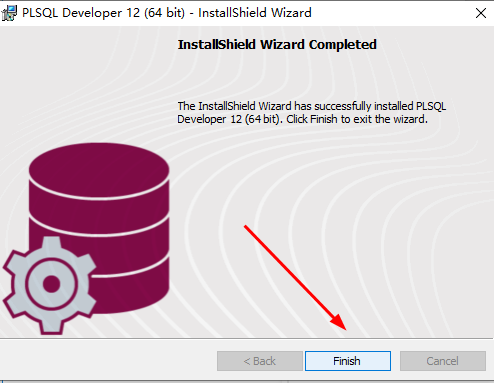 PLSQL Developer 12 (64 bit) - InstallShield Wizard
InstallShield Wizard Completed
The InstallShield Wizard has successfully installed PLSQL
Developer 12 (64 bit). Click Finish to exit the wizard.
< Back
Finish
Cancel